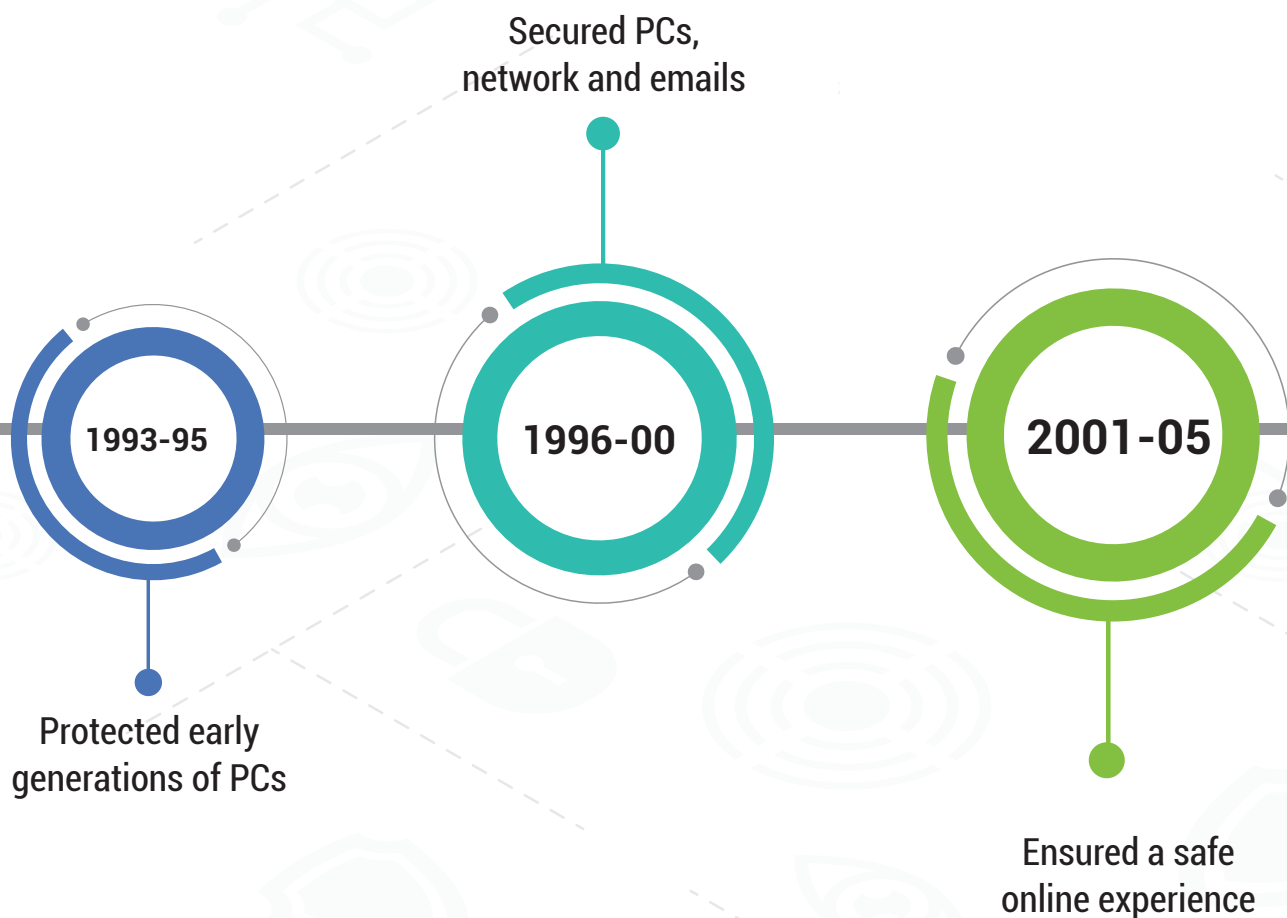 Secured PCs,
network and emails
1993-95
1996-00
2001-05
Protected early
generations of PCs
Ensured a safe
online experience